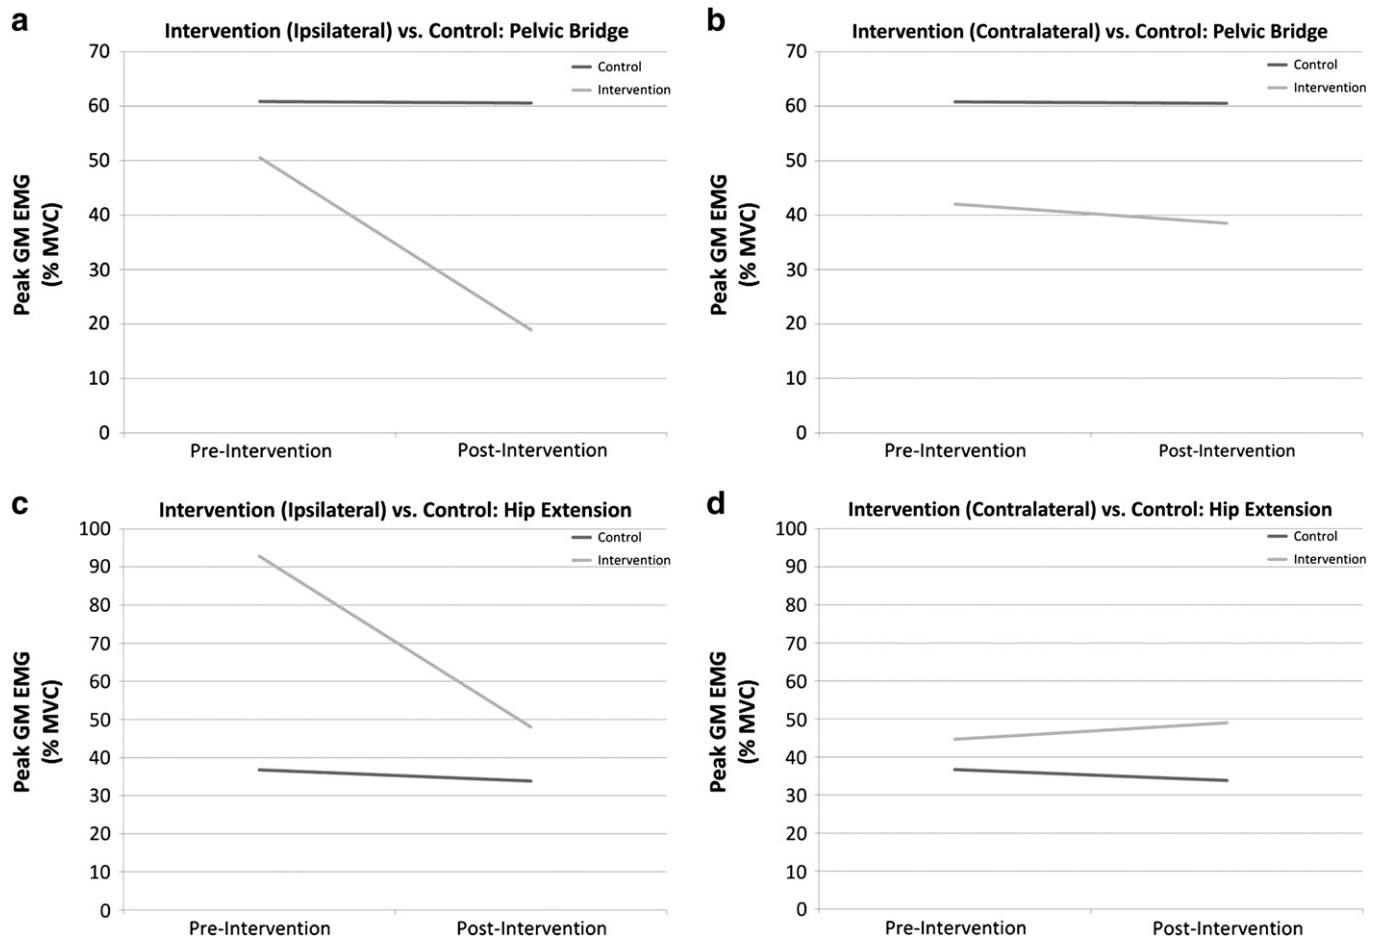 a
Intervention (Ipsilateral) vs. Control: Pelvic Bridge
70
60
50
40
30
20
10
0
Peak GM EMG
(% MVC)
Control
Intervention
Pre-Intervention
Post-Intervention
b
Intervention (Contralateral) vs. Control: Pelvic Bridge
70
60
50
40
30
20
10
0
Peak GM EMG
(% MVC)
Control
Intervention
Pre-Intervention
Post-Intervention
c
Intervention (Ipsilateral) vs. Control: Hip Extension
100
90
80
70
60
50
40
30
20
10
0
Peak GM EMG
(% MVC)
Control
Intervention
Pre-Intervention
Post-Intervention
d
Intervention (Contralateral) vs. Control: Hip Extension
100
90
80
70
60
50
40
30
20
10
0
Peak GM EMG
(% MVC)
Control
Intervention
Pre-Intervention
Post-Intervention